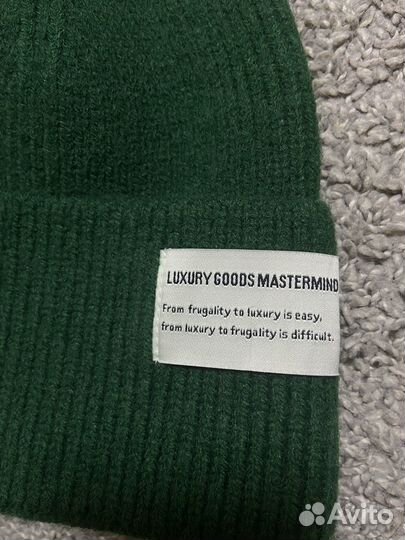 LUXURY GOODS MASTERMIND
From frugality to luxury is easy,
from luxury to frugality is difficult.
Avito